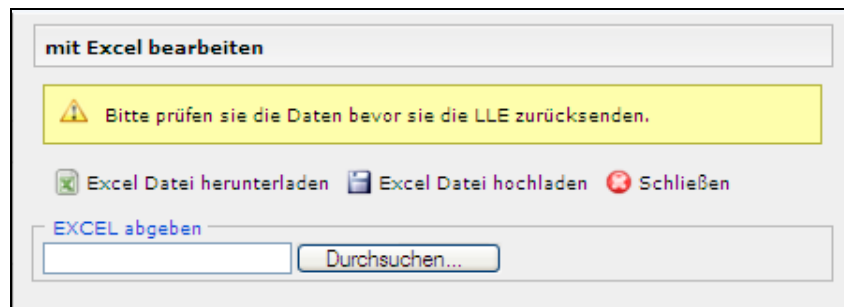 mit Excel bearbeiten
Bitte prüfen sie die Daten bevor sie die LLE zurücksenden.
Excel Datei herunterladen Excel Datei hochladen Schließen
EXCEL abgeben
Durchsuchen...